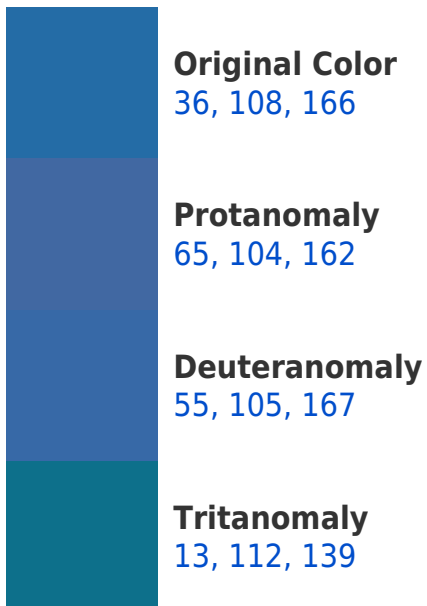 Original Color
36, 108, 166
Protanomaly
65, 104, 162
Deuteranomaly
55, 105, 167
Tritanomaly
13, 112, 139